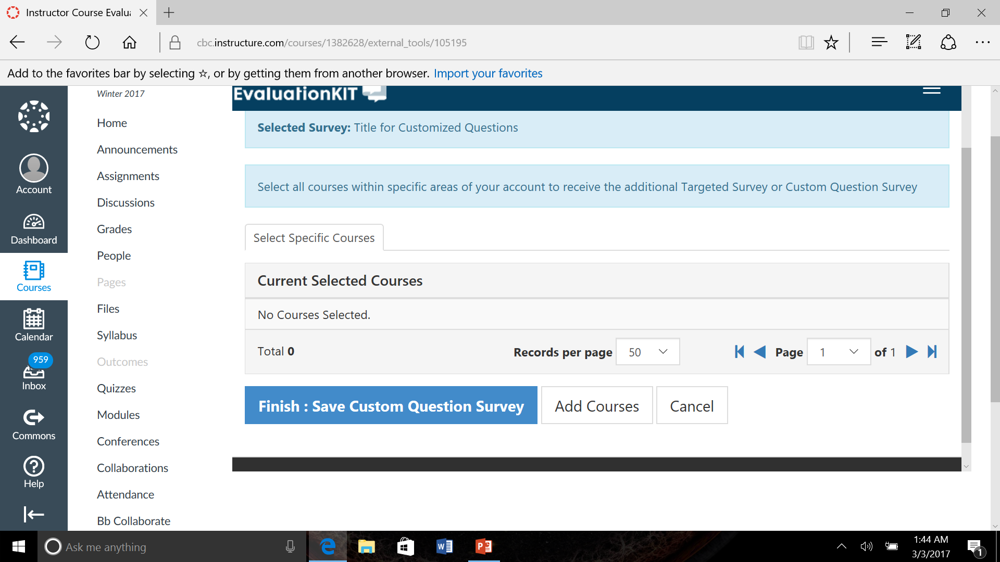 Instructor Course Evalu
cbc.instructure.com/courses/1382628/external_tools/105195
Add to the favorites bar by selecting ☆, or by getting them from another browser. Import your favorites
Account
Dashboard
Courses
Calendar
959
Inbox
Commons
Help
Winter 2017
Home
Announcements
Assignments
Discussions
Grades
People
Pages
Files
Syllabus
Outcomes
Quizzes
Modules
Conferences
Collaborations
Attendance
Bb Collaborate
EvaluationKIT
Selected Survey: Title for Customized Questions
Select all courses within specific areas of your account to receive the additional Targeted Survey or Custom Question Survey
Select Specific Courses
Current Selected Courses
No Courses Selected.
Total 0 Records per page 50 Page 1 of 1
Finish : Save Custom Question Survey Add Courses Cancel
Ask me anything
1:44 AM
3/3/2017
1